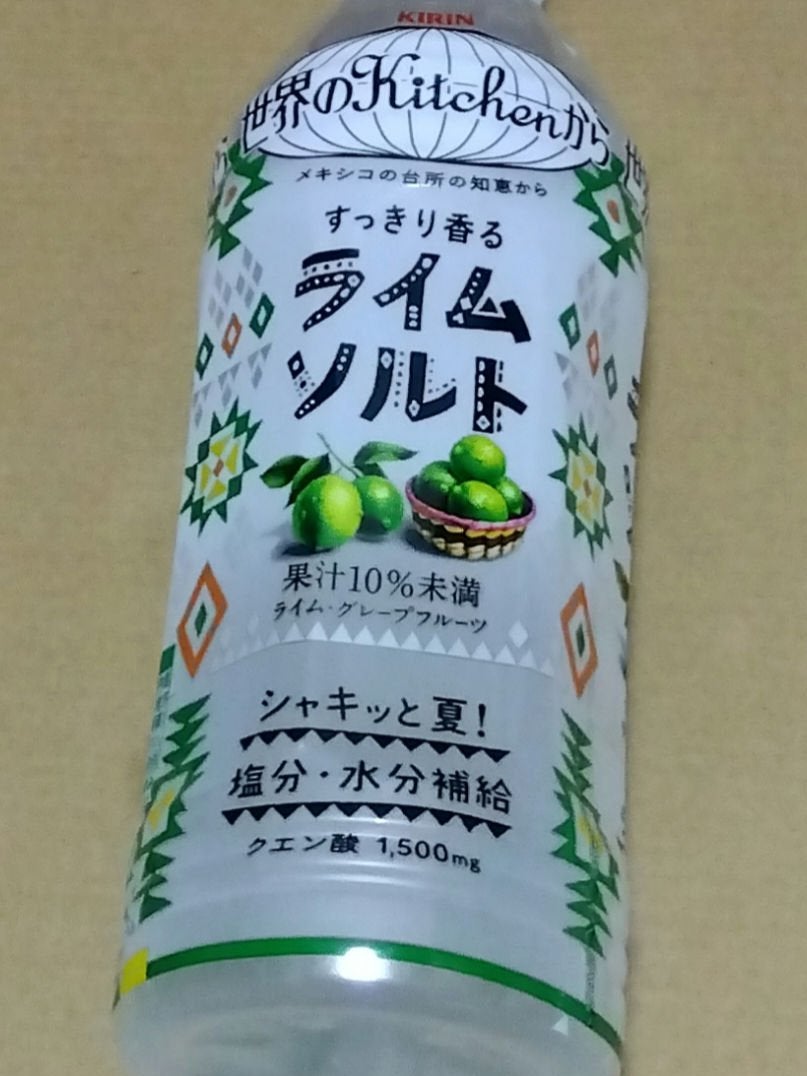 KIRIN
世界のKitchenから
メキシコの台所の知恵から
すっきり香る
ライム
ソルト
果汁10%未満
ライム・グレープフルーツ
シャキッと夏!
塩分・水分補給
クエン酸 1,500mg